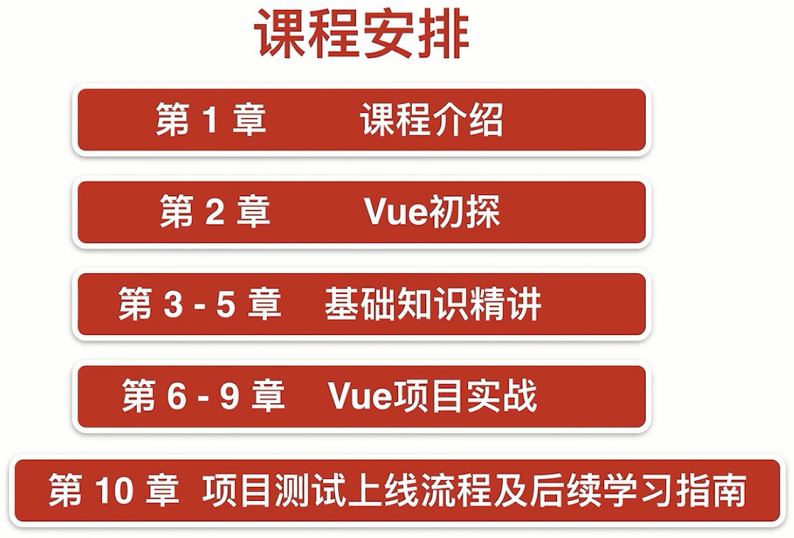 课程安排
第 1 章 课程介绍
第 2 章 Vue初探
第 3 - 5 章 基础知识精讲
第 6 - 9 章 Vue项目实战
第 10 章 项目测试上线流程及后续学习指南